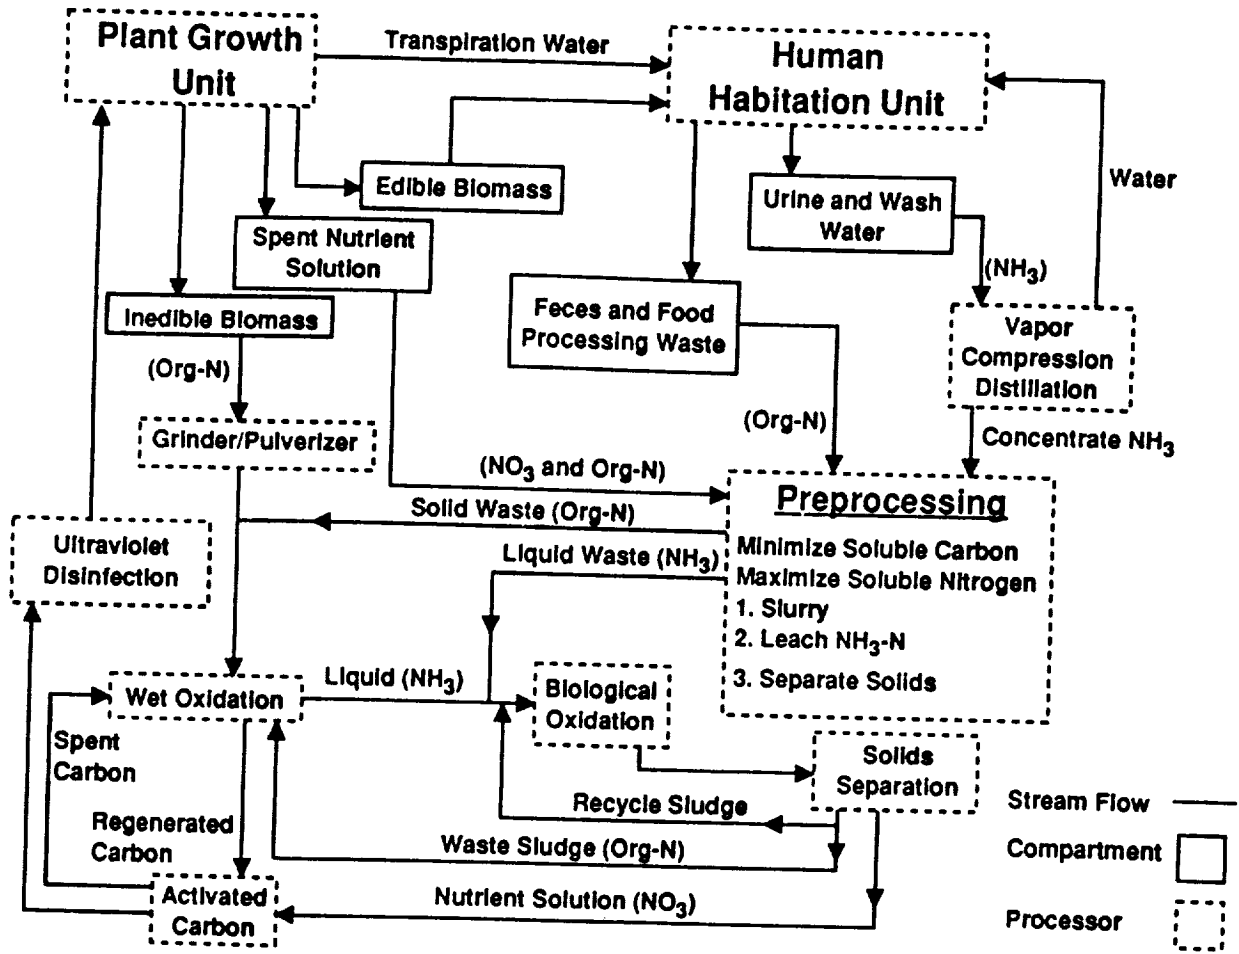 Plant Growth
Unit
Transpiration Water
Human
Habitation Unit
Edible Biomass
Urine and Wash
Water
Water
Spent Nutrient
Solution
(NH3)
Inedible Biomass
Feces and Food
Processing Waste
Vapor
Compression
Distillation
(Org-N)
(Org-N)
Grinder/Pulverizer
Concentrate NH3
(NO3 and Org-N)
Solid Waste (Org-N)
Preprocessing
Minimize Soluble Carbon
Maximize Soluble Nitrogen
1. Slurry
2. Leach NH3-N
3. Separate Solids
Ultraviolet
Disinfection
Liquid Waste (NH3)
Wet Oxidation
Liquid (NH3)
Biological
Oxidation
Spent
Carbon
Solids
Separation
Recycle Sludge
Regenerated
Carbon
Waste Sludge (Org-N)
Activated
Carbon
Nutrient Solution (NO3)
Stream Flow
Compartment
Processor